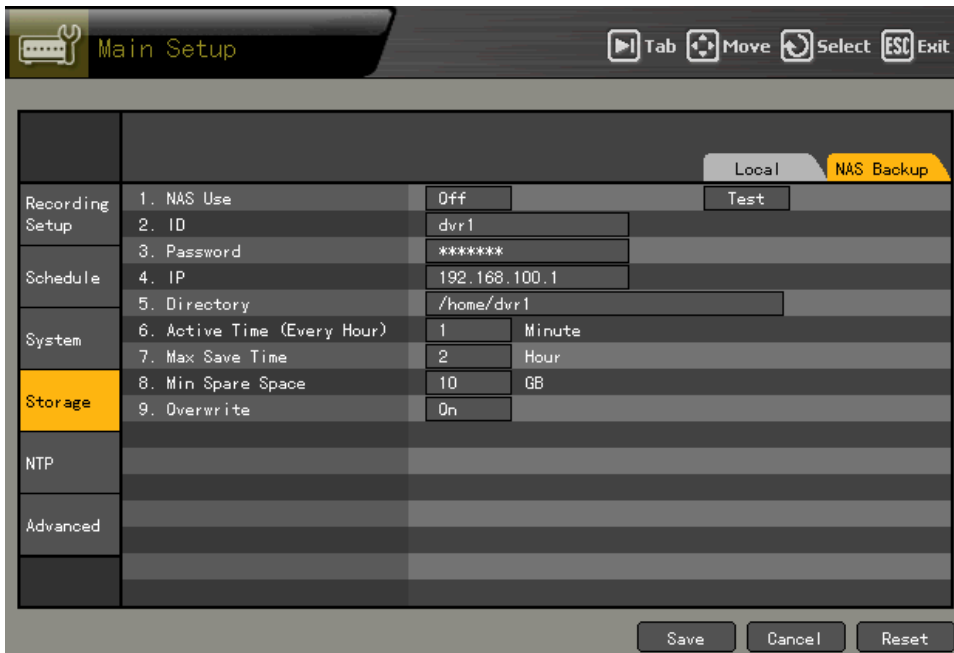 Main Setup
Tab Move Select ESC Exit
Local NAS Backup
Recording Setup
Schedule
System
Storage
NTP
Advanced
1. NAS Use Off Test
2. ID dvr1
3. Password *******
4. IP 192.168.100.1
5. Directory /home/dvr1
6. Active Time (Every Hour) 1 Minute
7. Max Save Time 2 Hour
8. Min Spare Space 10 GB
9. Overwrite On
Save Cancel Reset